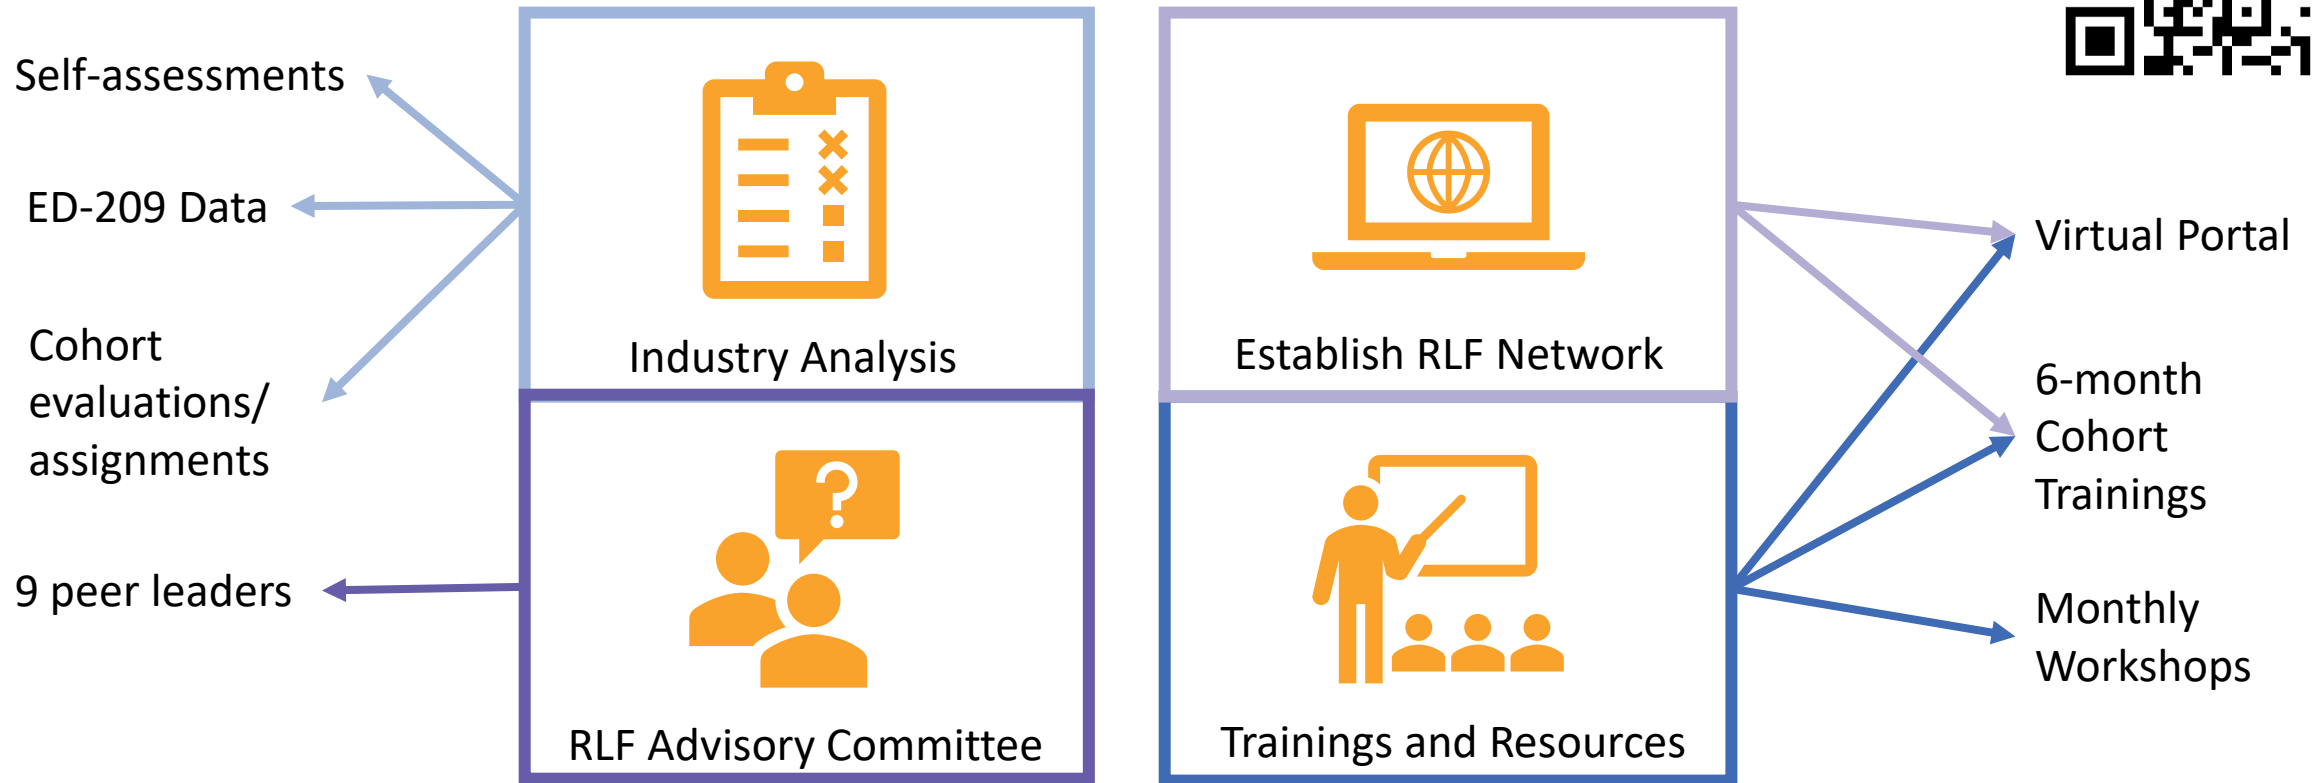 Self-assessments
ED-209 Data
Cohort
evaluations/
assignments
9 peer leaders
Industry Analysis
?
RLF Advisory Committee
Establish RLF Network
Trainings and Resources
Virtual Portal
6-month
Cohort
Trainings
Monthly
Workshops